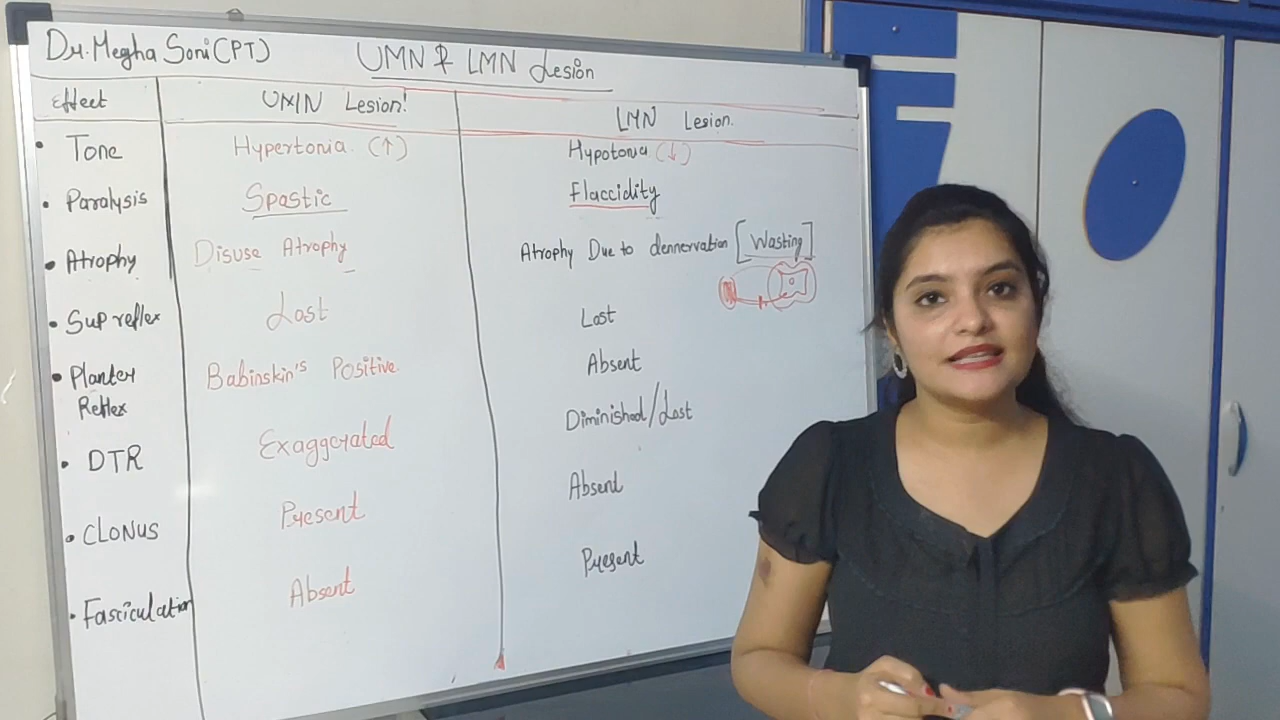 Dr. Megha Soni (PT)
UMN & LMN Lesion
Effect UMN Lesion! LMN Lesion.
• Tone Hypertonia (↑) Hypotonia (↓)
• Paralysis Spastic Flaccidity
• Atrophy Disuse Atrophy Atrophy Due to dennervation [Wasting]
• Sup reflex Lost Lost
• Planter Babinskin's Positive Absent
Reflex
• DTR Exaggerated Diminished/Lost
• CLONUS Present Absent
• Fasciculation Absent Present